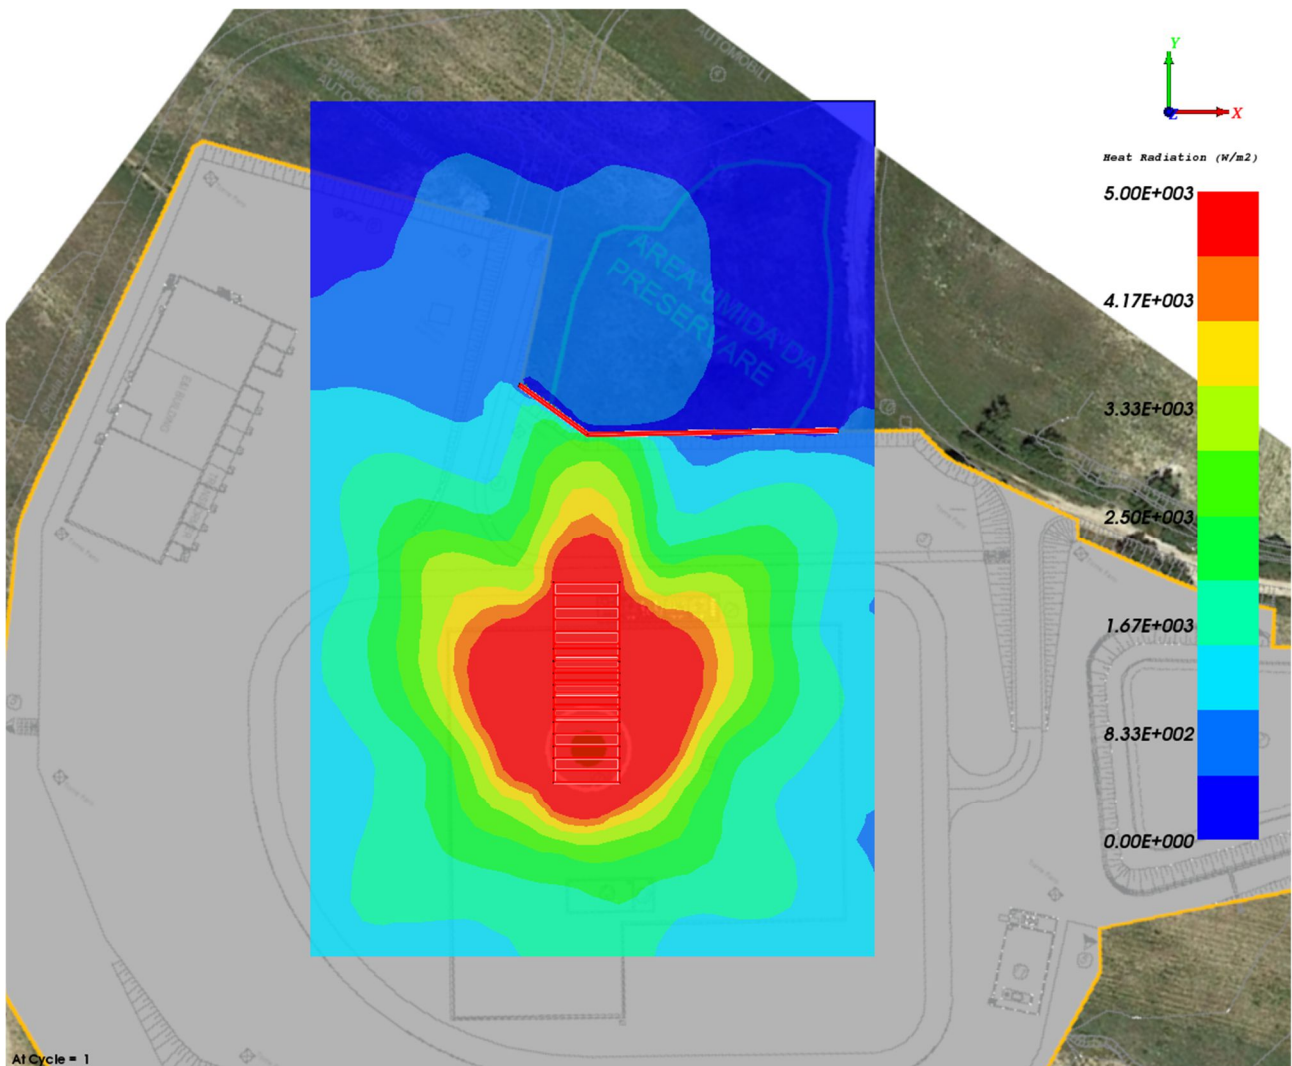 AUTOMOBILI
Y
X
Heat Radiation (W/m2)
5.00E+003
4.17E+003
3.33E+003
2.50E+003
1.67E+003
8.33E+002
0.00E+000
AREA UMIDA DA
PRESERVARE
At Cycle = 1